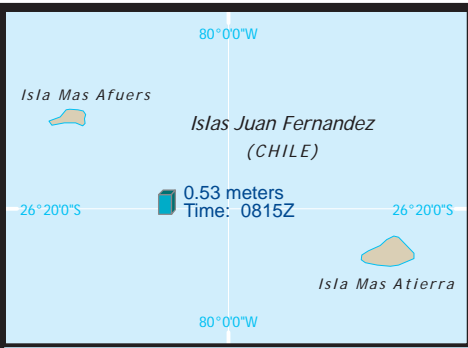 80°0'0"W
Isla Mas Afuers
Islas Juan Fernandez
(CHILE)
0.53 meters
Time: 0815Z
26°20'0"S
26°20'0"S
Isla Mas Atierra
80°0'0"W